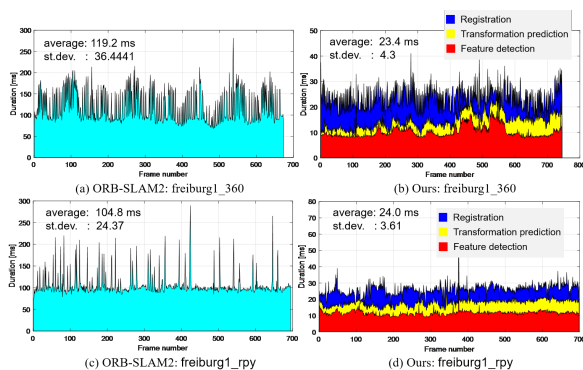 average: 119.2 ms
st.dev. : 36.4441
300
250
200
150
100
50
0
Duration [ms]
0 100 200 300 400 500 600 700
Frame number
(a) ORB-SLAM2: freiburg1_360
Registration
Transformation prediction
Feature detection
average: 23.4 ms
st.dev. : 4.3
50
40
30
20
10
0
Duration [ms]
0 100 200 300 400 500 600 700 800
Frame number
(b) Ours: freiburg1_360
average: 104.8 ms
st.dev. : 24.37
300
250
200
150
100
50
0
Duration [ms]
0 100 200 300 400 500 600 700
Frame number
(c) ORB-SLAM2: freiburg1_rpy
average: 24.0 ms
st.dev. : 3.61
Registration
Transformation prediction
Feature detection
80
70
60
50
40
30
20
10
0
Duration [ms]
0 100 200 300 400 500 600 700
Frame number
(d) Ours: freiburg1_rpy